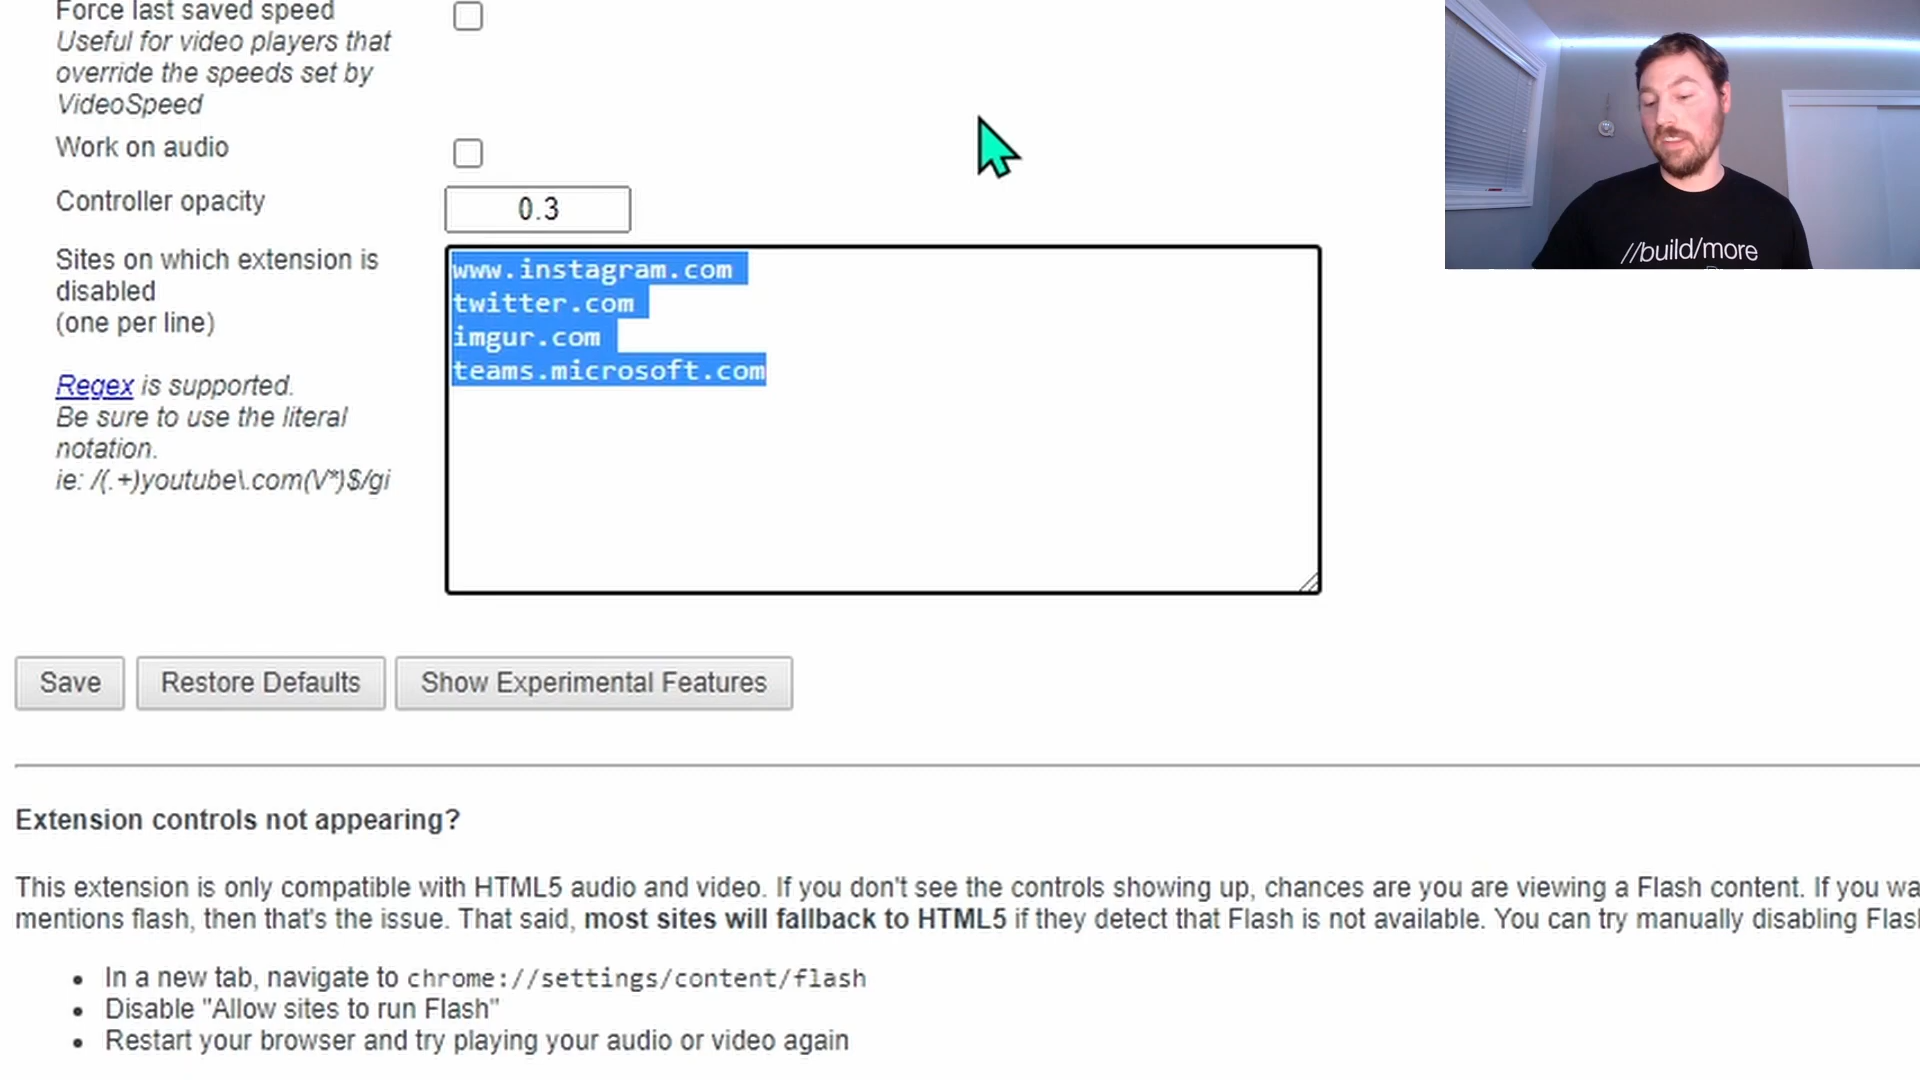 Force last saved speed
Useful for video players that
override the speeds set by
VideoSpeed
Work on audio
Controller opacity
0.3
Sites on which extension is
disabled
(one per line)
Regex is supported.
Be sure to use the literal
notation.
ie: /(.+)youtube\.com(\/*)$/gi
www.instagram.com
twitter.com
imgur.com
teams.microsoft.com
Save
Restore Defaults
Show Experimental Features
Extension controls not appearing?
This extension is only compatible with HTML5 audio and video. If you don't see the controls showing up, chances are you are viewing a Flash content. If you wa
mentions flash, then that's the issue. That said, most sites will fallback to HTML5 if they detect that Flash is not available. You can try manually disabling Flas
• In a new tab, navigate to chrome://settings/content/flash
• Disable "Allow sites to run Flash"
• Restart your browser and try playing your audio or video again
//build/more